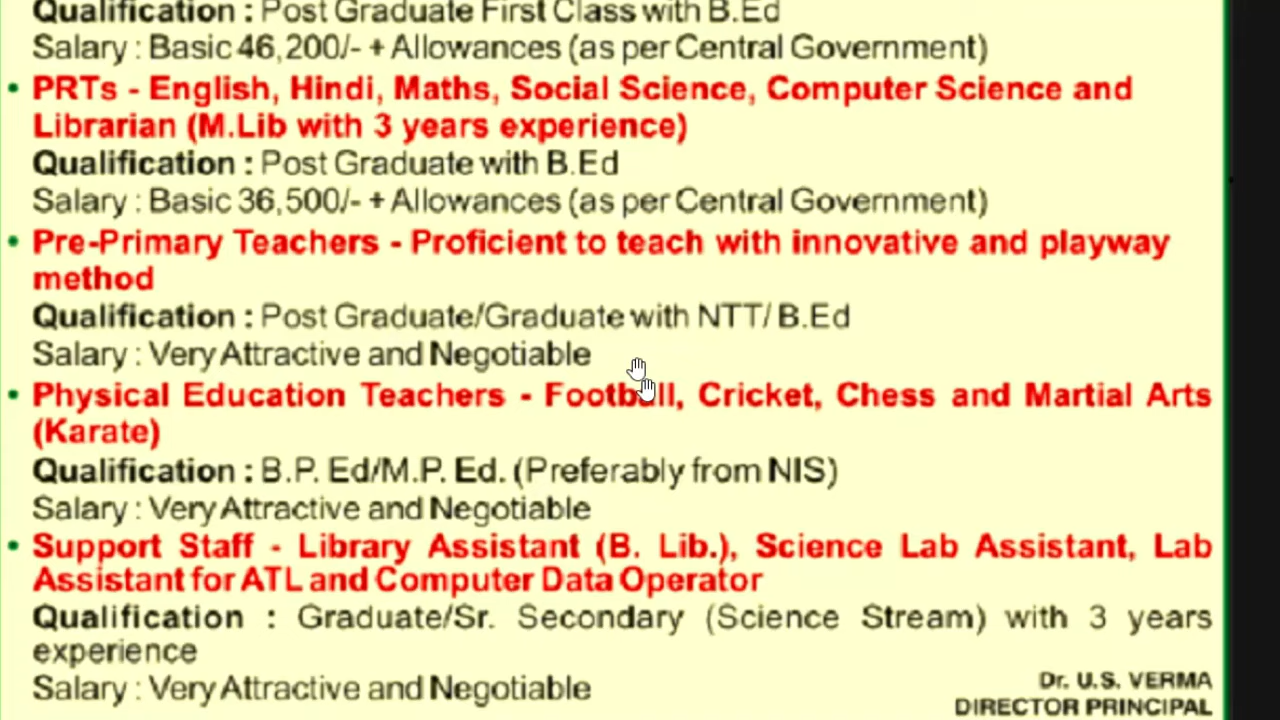 Qualification : Post Graduate First Class with B.Ed
Salary : Basic 46,200/- + Allowances (as per Central Government)
• PRTs - English, Hindi, Maths, Social Science, Computer Science and
Librarian (M.Lib with 3 years experience)
Qualification : Post Graduate with B.Ed
Salary : Basic 36,500/- + Allowances (as per Central Government)
• Pre-Primary Teachers - Proficient to teach with innovative and playway
method
Qualification : Post Graduate/Graduate with NTT/ B.Ed
Salary : Very Attractive and Negotiable
• Physical Education Teachers - Football, Cricket, Chess and Martial Arts
(Karate)
Qualification : B.P. Ed/M.P. Ed. (Preferably from NIS)
Salary : Very Attractive and Negotiable
• Support Staff - Library Assistant (B. Lib.), Science Lab Assistant, Lab
Assistant for ATL and Computer Data Operator
Qualification : Graduate/Sr. Secondary (Science Stream) with 3 years
experience
Salary : Very Attractive and Negotiable
Dr. U.S. VERMA
DIRECTOR PRINCIPAL